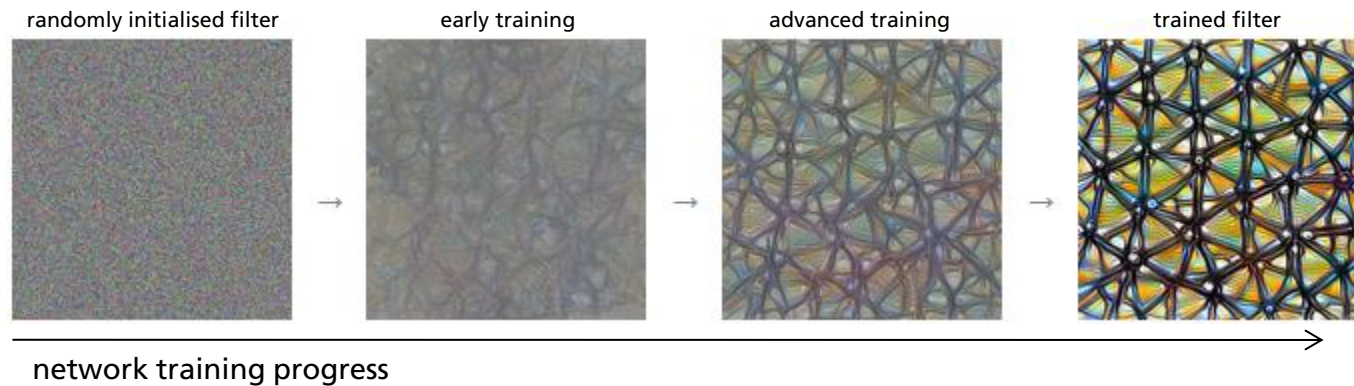 randomly initialised filter
early training
advanced training
trained filter
network training progress